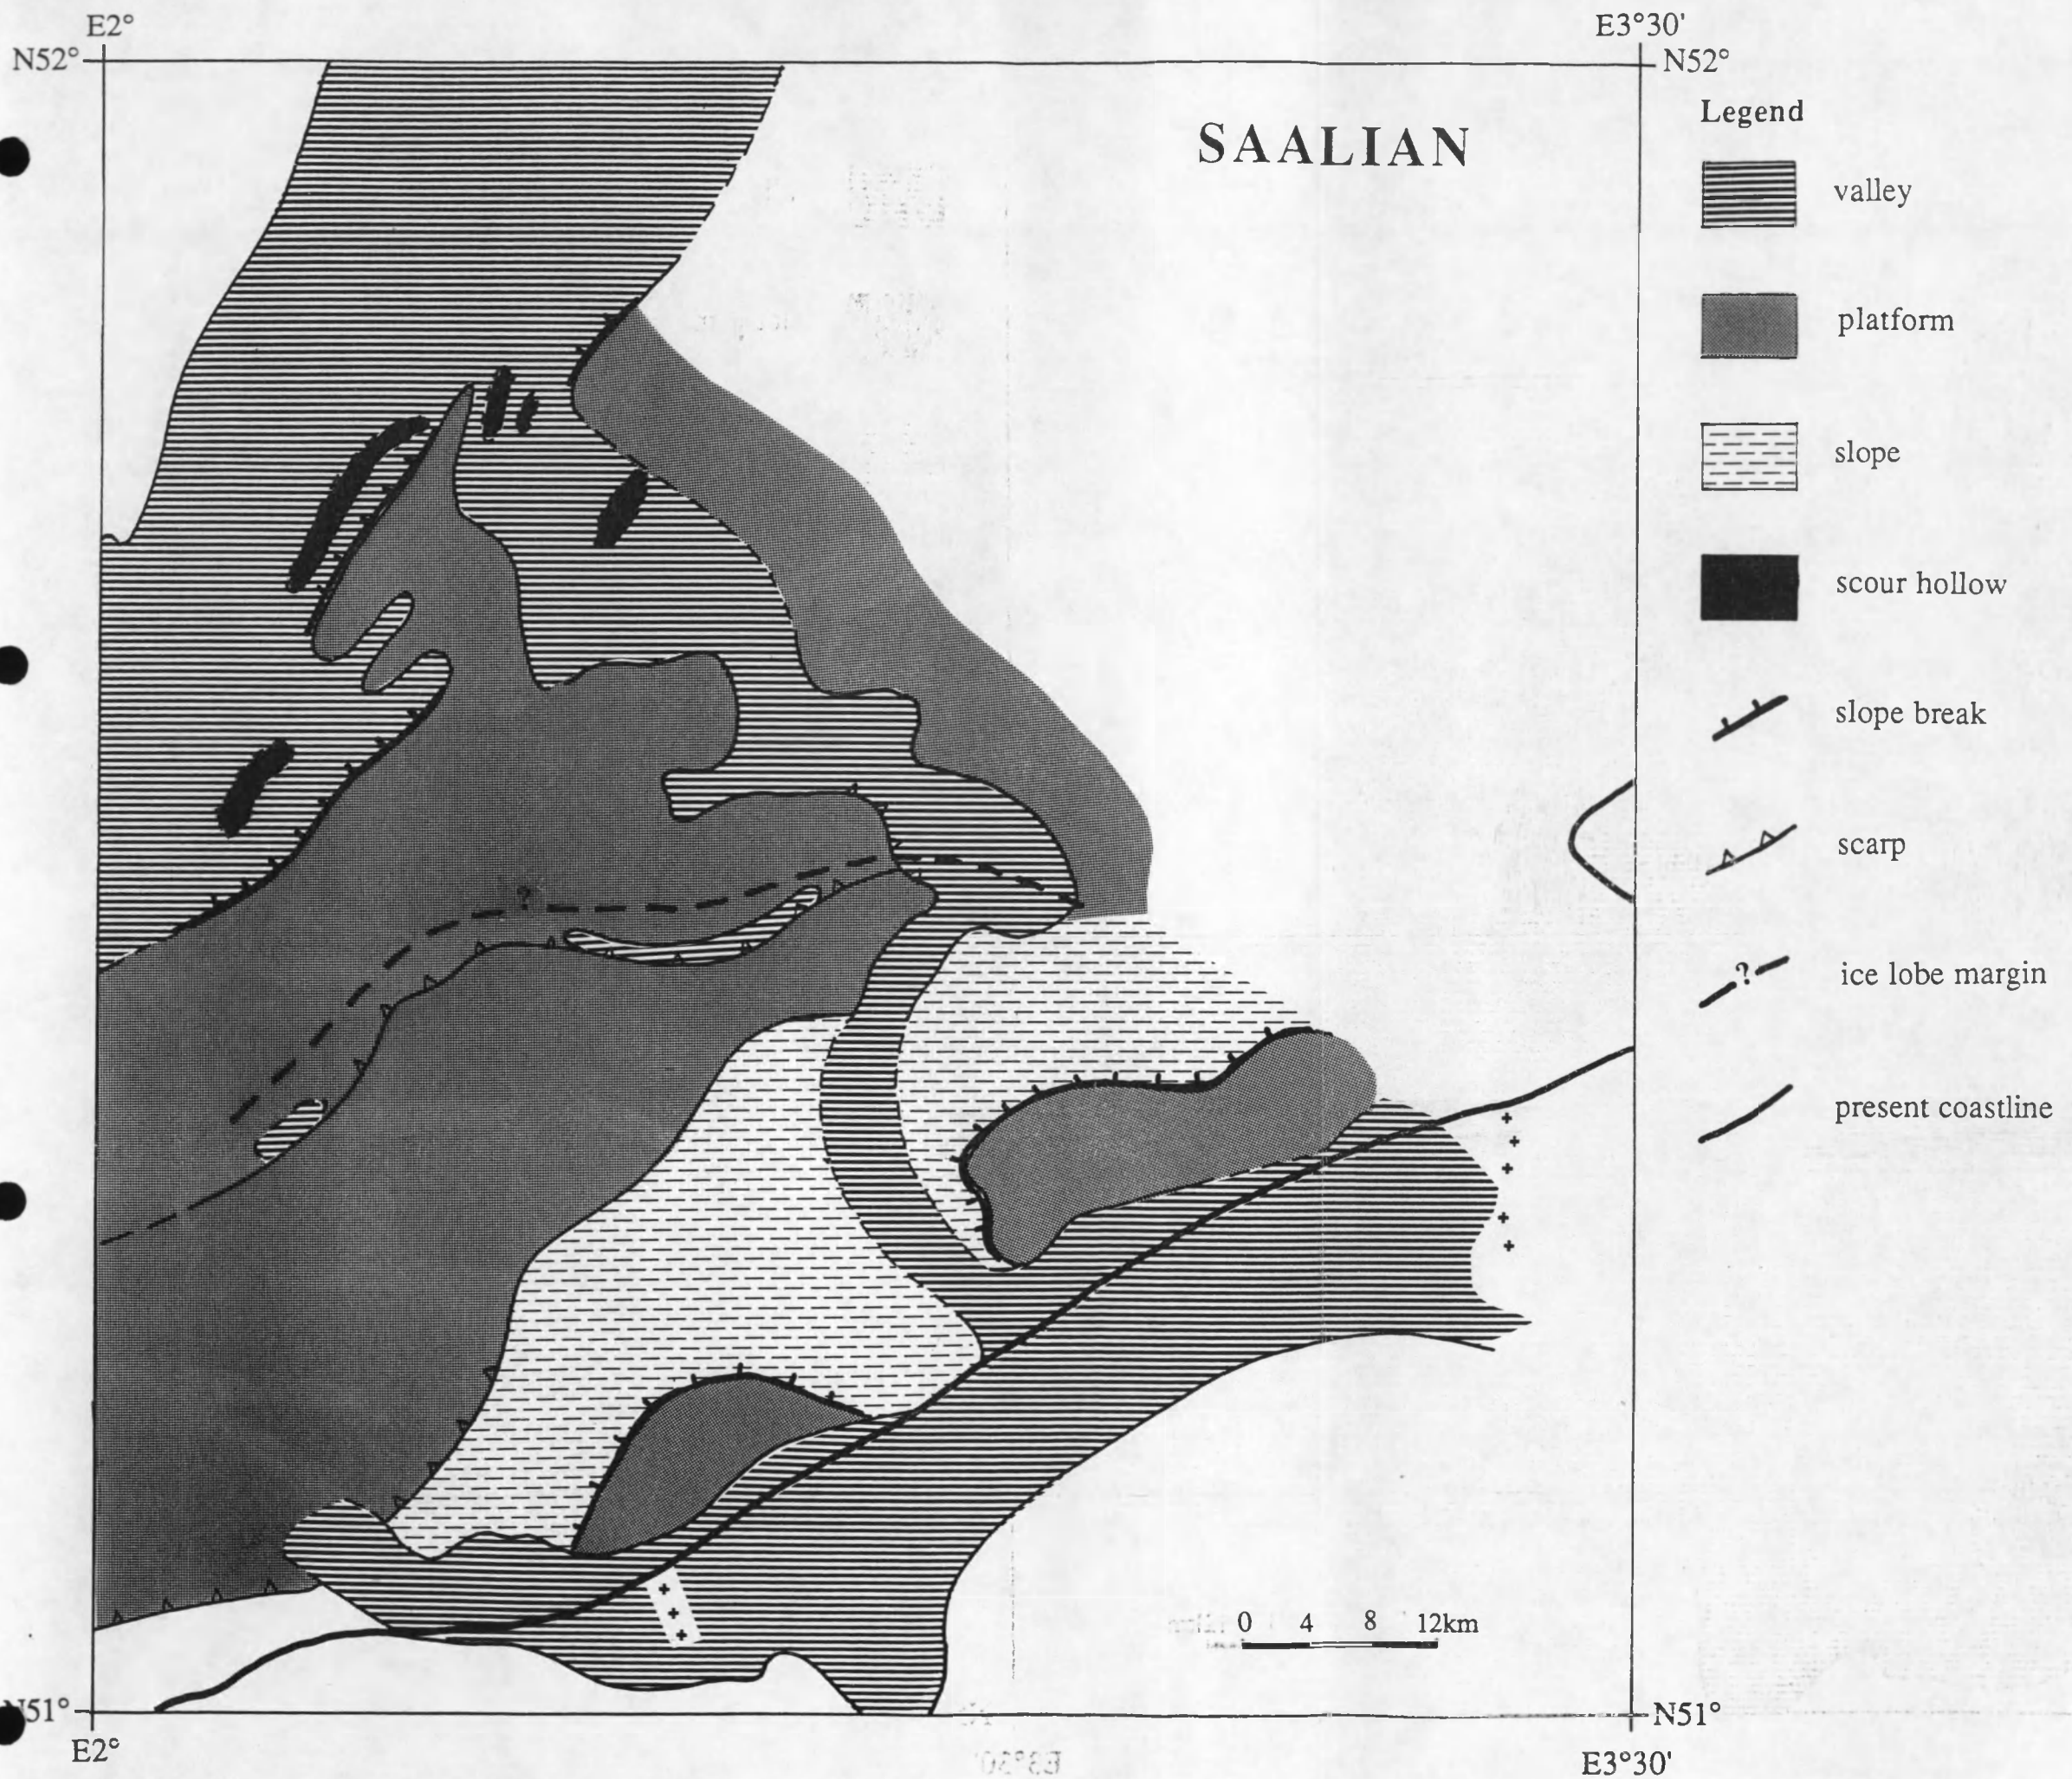 E2°
E3°30'
N52°
N52°
SAALIAN
Legend
valley
platform
slope
scour hollow
slope break
scarp
?
ice lobe margin
present coastline
?
0 4 8 12km
N51°
N51°
E2°
E3°30'